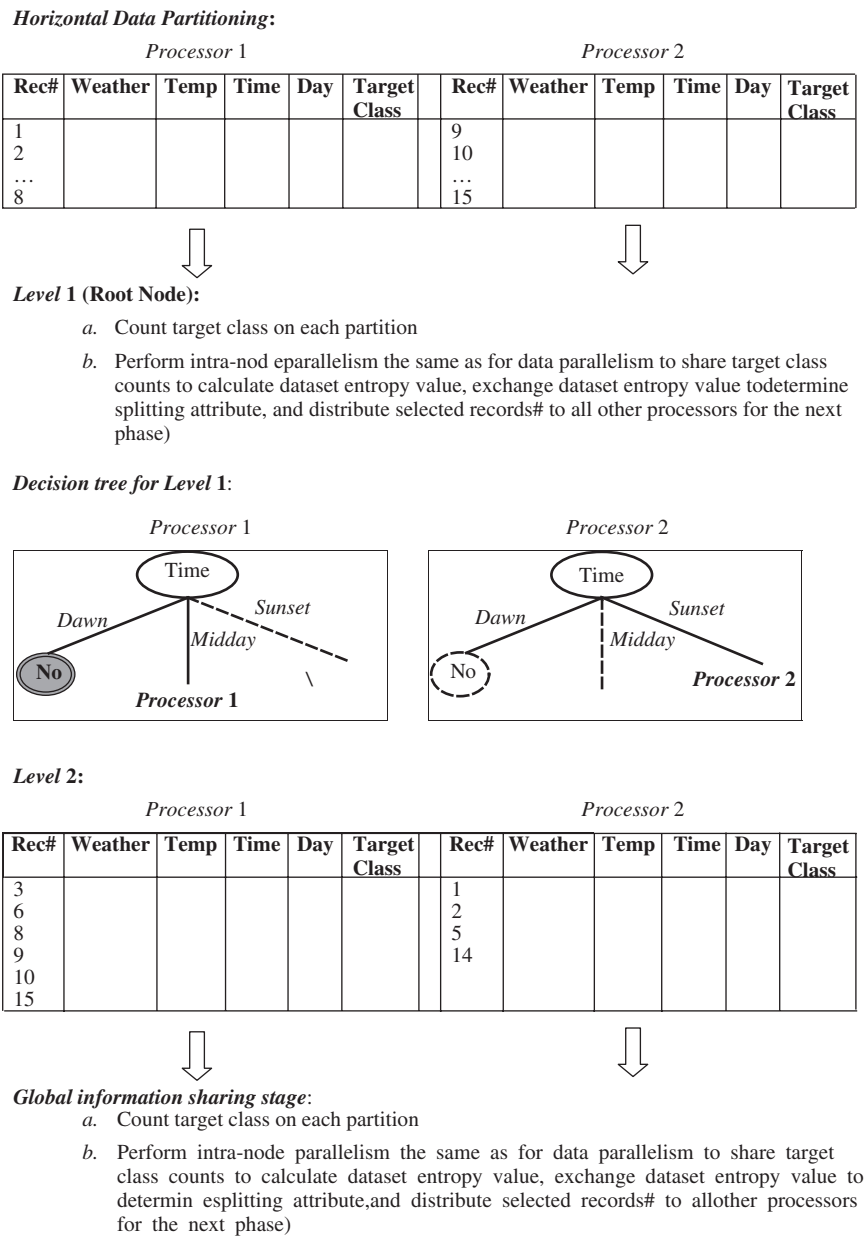 Horizontal Data Partitioning:
Processor 1
Processor 2
Rec# Weather Temp Time Day Target Class
Rec# Weather Temp Time Day Target Class
1
2
…
8
9
10
…
15
Level 1 (Root Node):
a. Count target class on each partition
b. Perform intra-nod eparallelism the same as for data parallelism to share target class
counts to calculate dataset entropy value, exchange dataset entropy value todetermine
splitting attribute, and distribute selected records# to all other processors for the next
phase)
Decision tree for Level 1:
Processor 1
Processor 2
Time
Dawn
Sunset
Midday
No
\
Processor 1
Time
Dawn
Sunset
Midday
No
Processor 2
Level 2:
Processor 1
Processor 2
Rec# Weather Temp Time Day Target Class
Rec# Weather Temp Time Day Target Class
3
6
8
9
10
15
1
2
5
14
Global information sharing stage:
a. Count target class on each partition
b. Perform intra-node parallelism the same as for data parallelism to share target
class counts to calculate dataset entropy value, exchange dataset entropy value to
determin esplitting attribute,and distribute selected records# to allother processors
for the next phase)